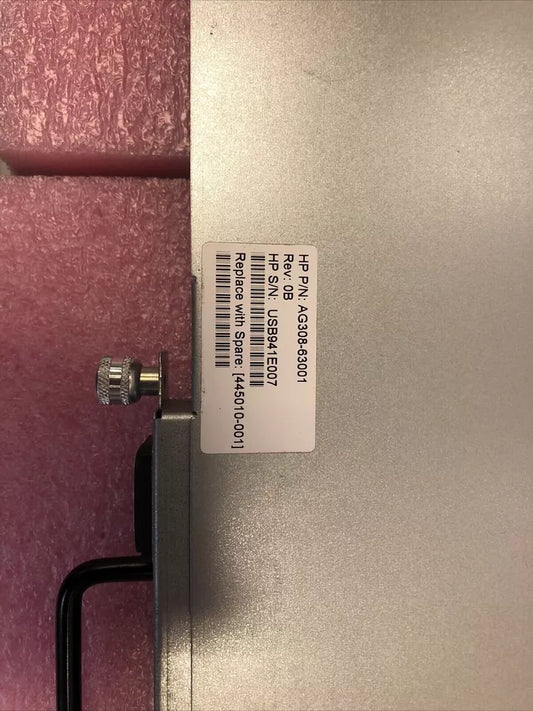 HP P/N: AG308-63001
Rev: 0B
HP S/N: USB941E007
Replace with Spare: [445010-001]